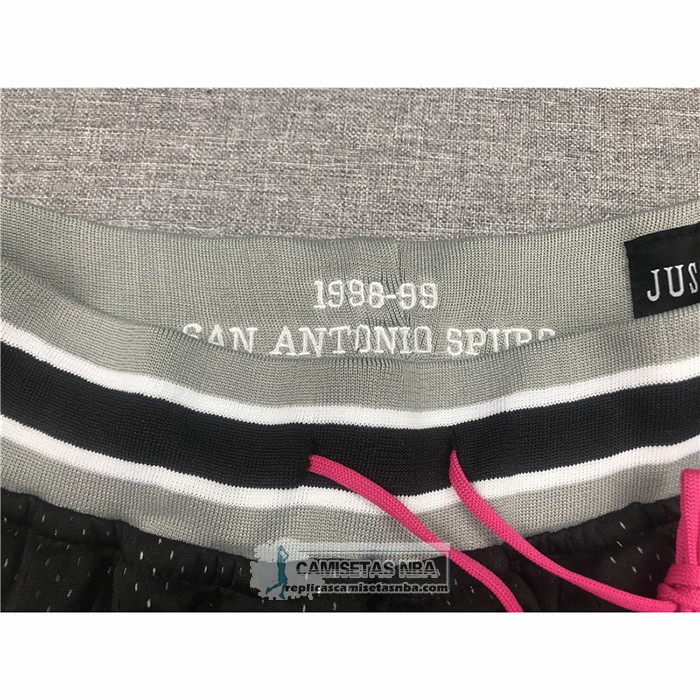 1998-99
SAN ANTONIO SPURS
JUS
CAMISETAS NBA
replicascamisetasnba.com